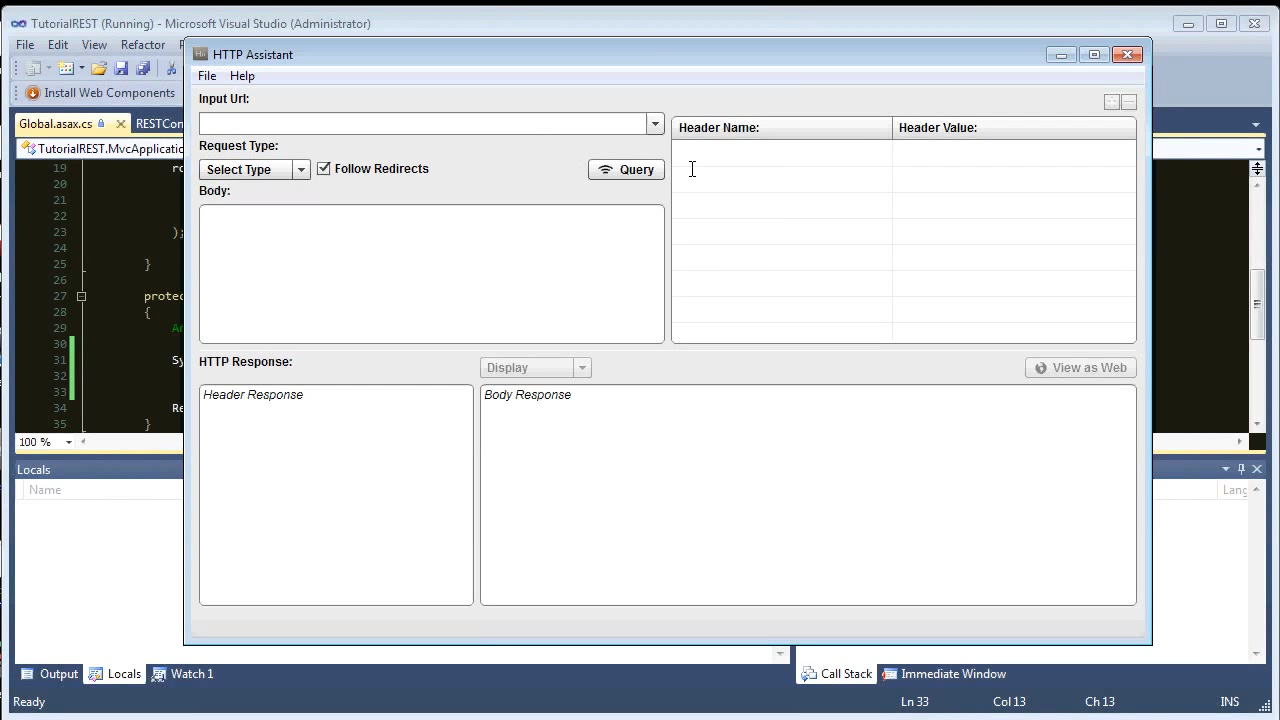 TutorialREST (Running) - Microsoft Visual Studio (Administrator)
File Edit View Refactor
Install Web Components
Global.asax.cs RESTCon
TutorialREST.MvcApplicatio
19 ro
20
21
22
23 );
24
25 }
26
27 protec
28 {
29 Ar
30
31 Sy
32
33
34 Re
35 }
100 %
HTTP Assistant
File Help
Input Url:
Header Name: Header Value:
Request Type:
Select Type Follow Redirects Query
Body:
HTTP Response: Display View as Web
Header Response Body Response
Locals
Name Lang
Output Locals Watch 1 Call Stack Immediate Window
Ready Ln 33 Col 13 Ch 13 INS